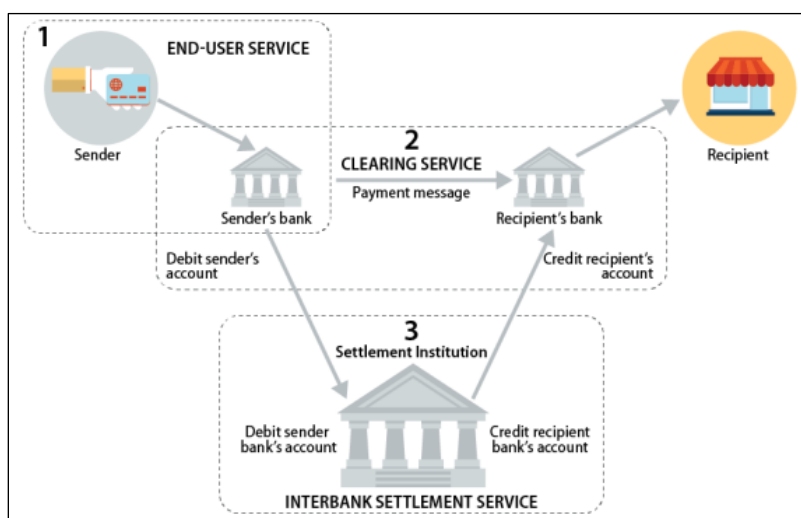 1
END-USER SERVICE
Sender
Recipient
2
CLEARING SERVICE
Payment message
Sender's bank
Recipient's bank
Debit sender's
account
Credit recipient's
account
3
Settlement Institution
Debit sender
bank's account
Credit recipient
bank's account
INTERBANK SETTLEMENT SERVICE